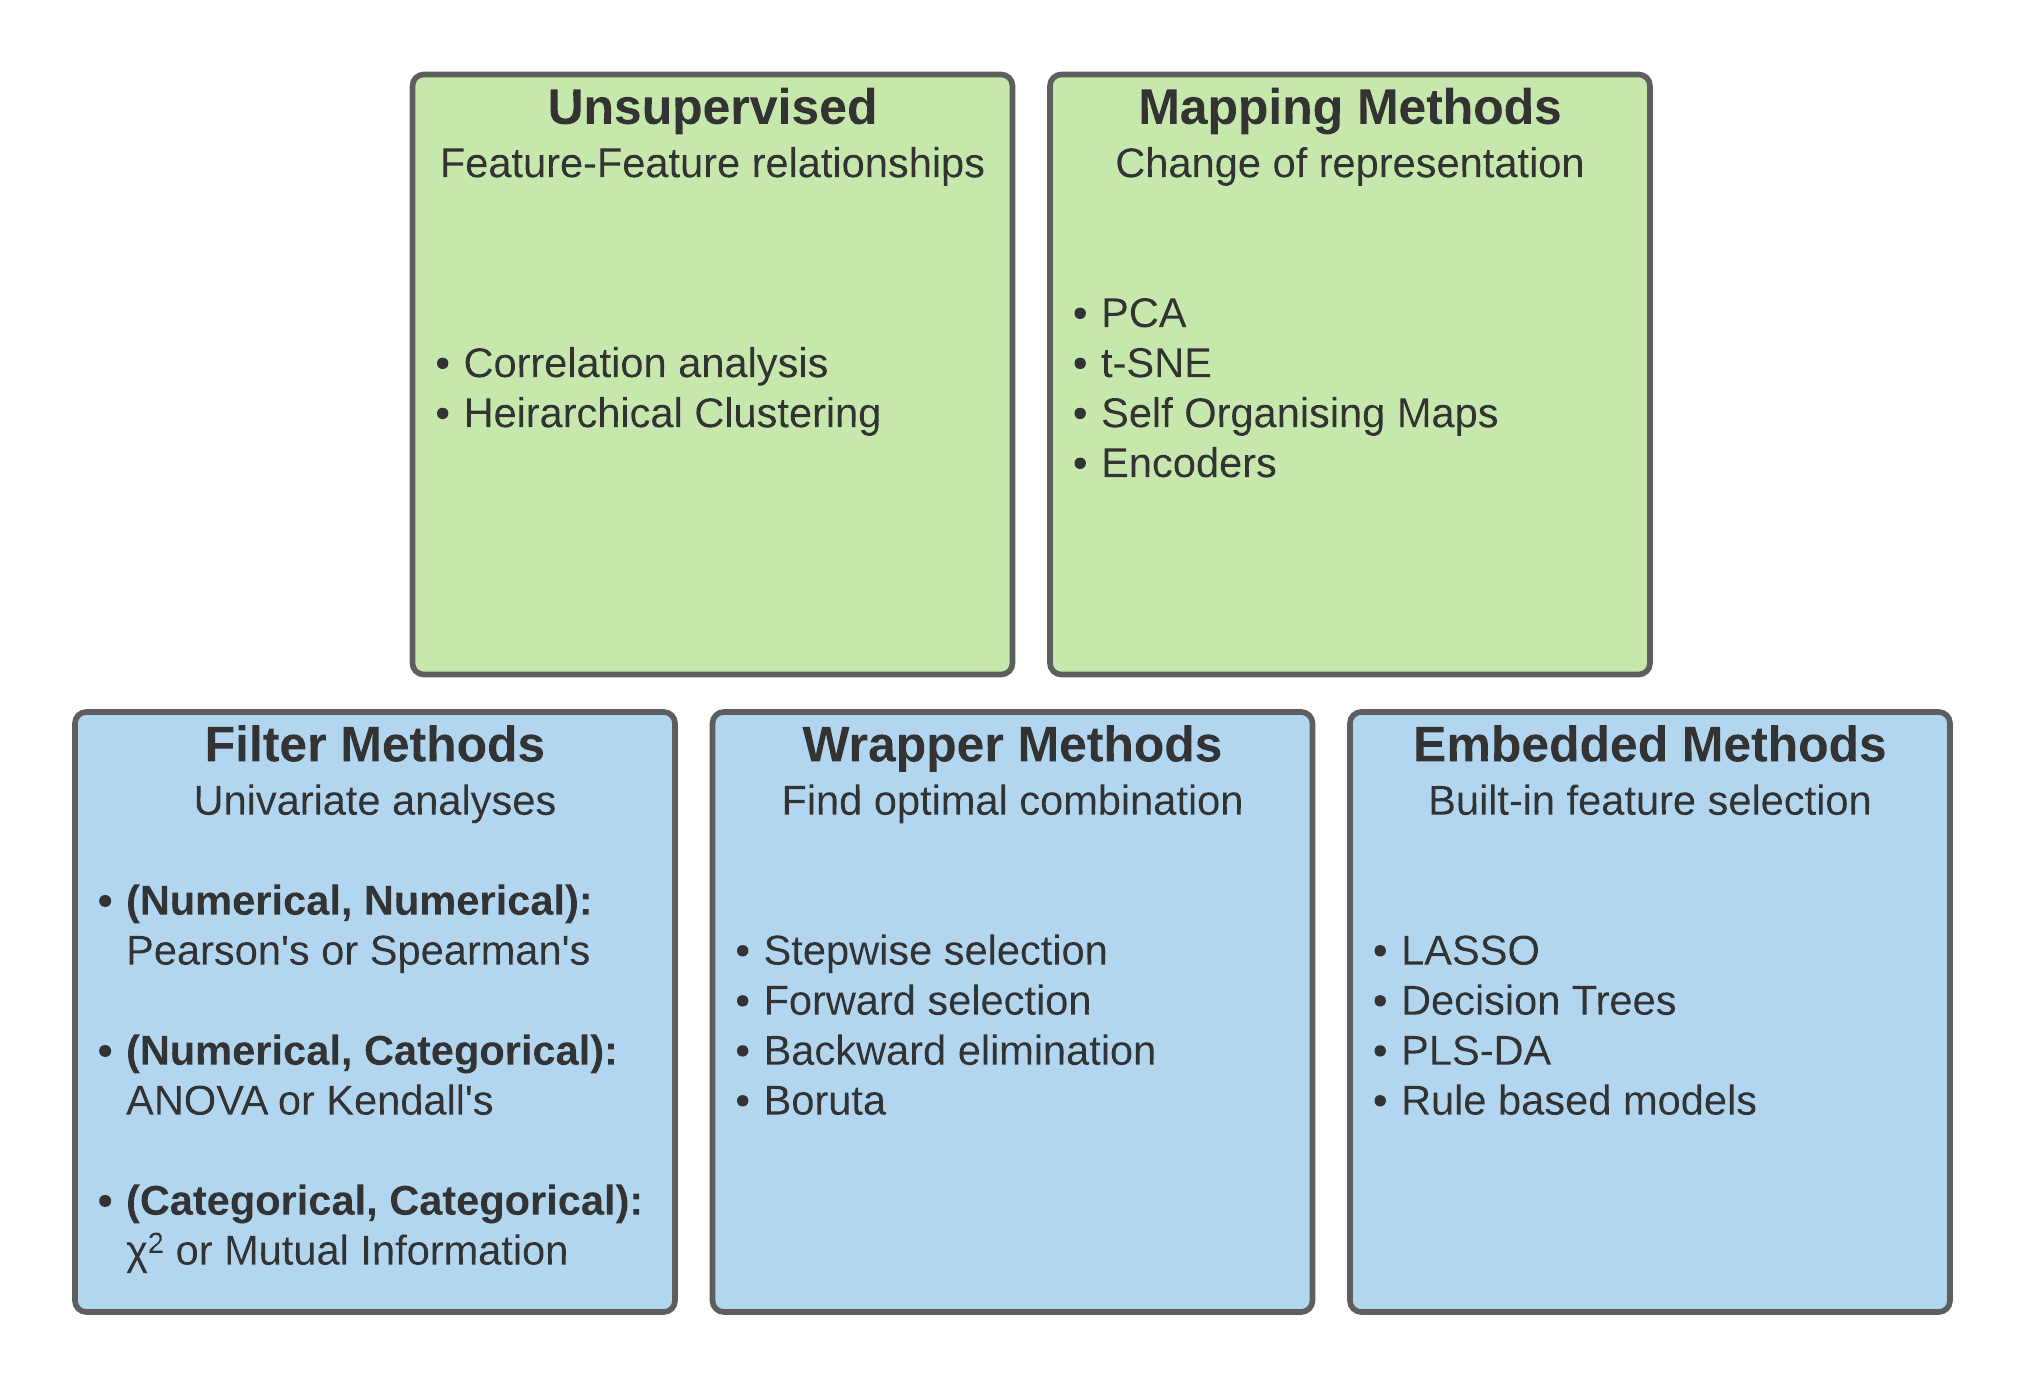 Unsupervised
Feature-Feature relationships
• Correlation analysis
• Heirarchical Clustering
Mapping Methods
Change of representation
• PCA
• t-SNE
• Self Organising Maps
• Encoders
Filter Methods
Univariate analyses
• (Numerical, Numerical):
Pearson's or Spearman's
• (Numerical, Categorical):
ANOVA or Kendall's
• (Categorical, Categorical):
χ² or Mutual Information
Wrapper Methods
Find optimal combination
• Stepwise selection
• Forward selection
• Backward elimination
• Boruta
Embedded Methods
Built-in feature selection
• LASSO
• Decision Trees
• PLS-DA
• Rule based models